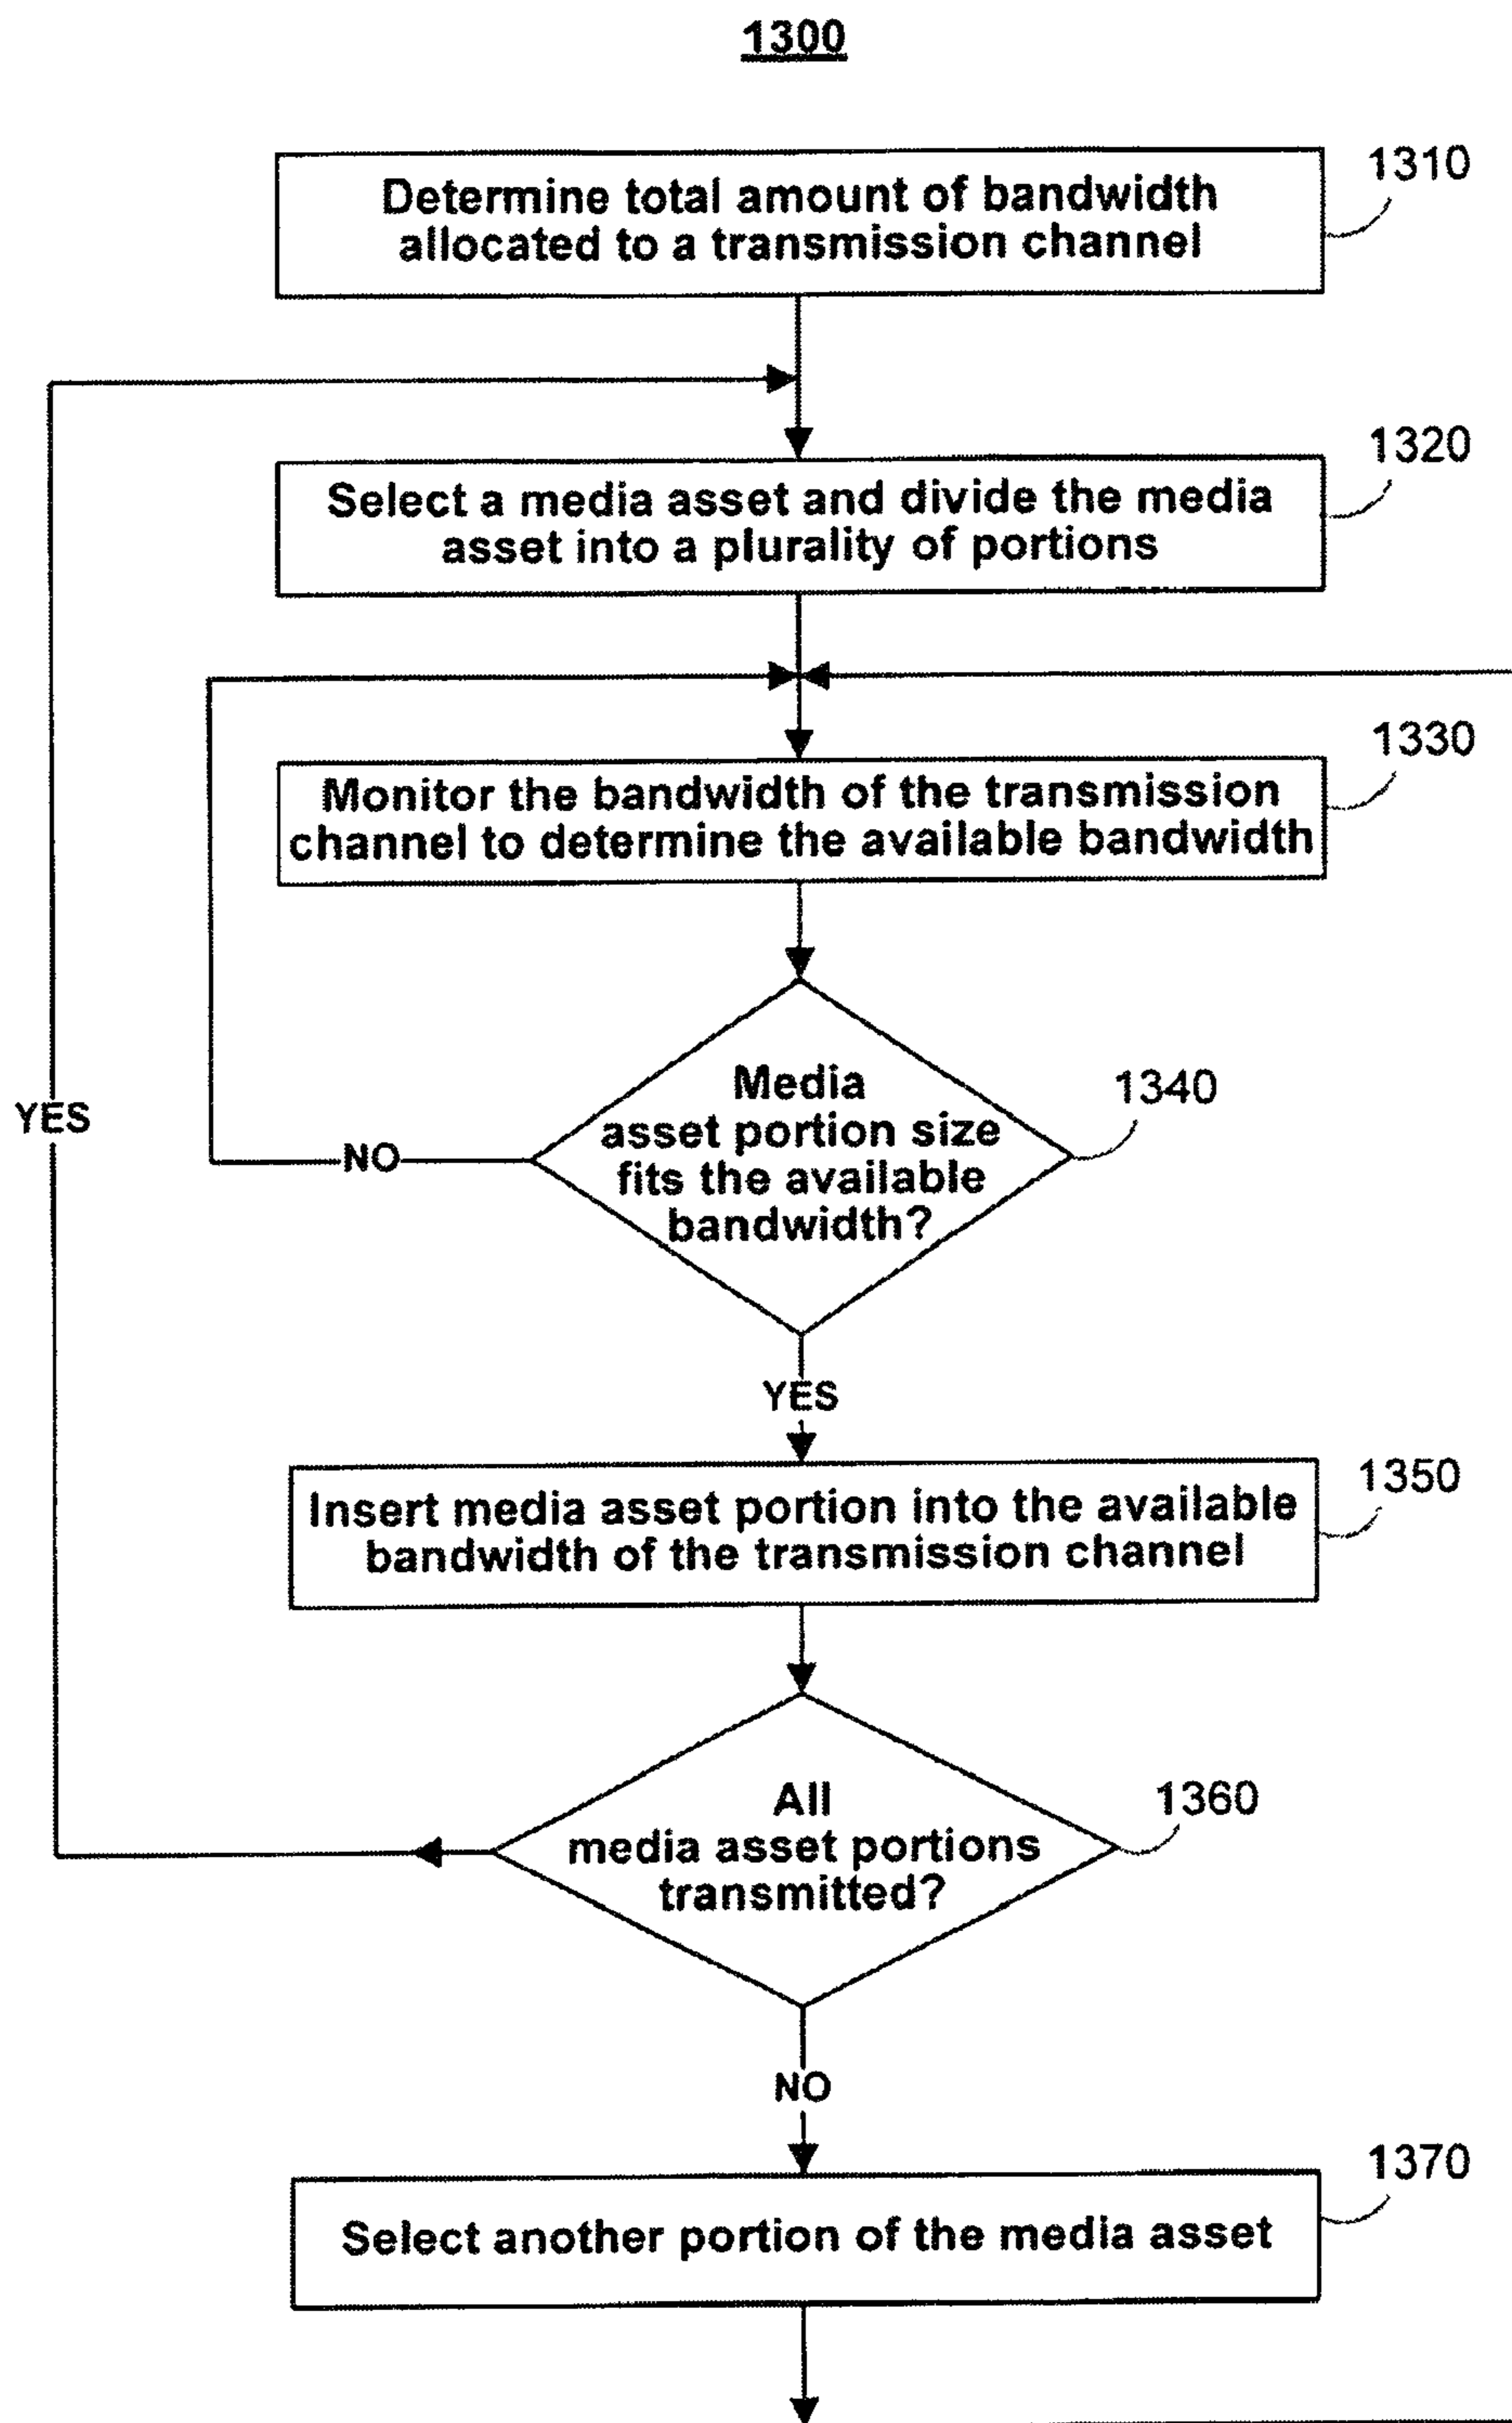 1300
1310
Determine total amount of bandwidth
allocated to a transmission channel
1320
Select a media asset and divide the media
asset into a plurality of portions
1330
Monitor the bandwidth of the transmission
channel to determine the available bandwidth
Media
asset portion size
fits the available
bandwidth?
1340
YES
NO
YES
1350
Insert media asset portion into the available
bandwidth of the transmission channel
All
media asset portions
transmitted?
1360
NO
1370
Select another portion of the media asset